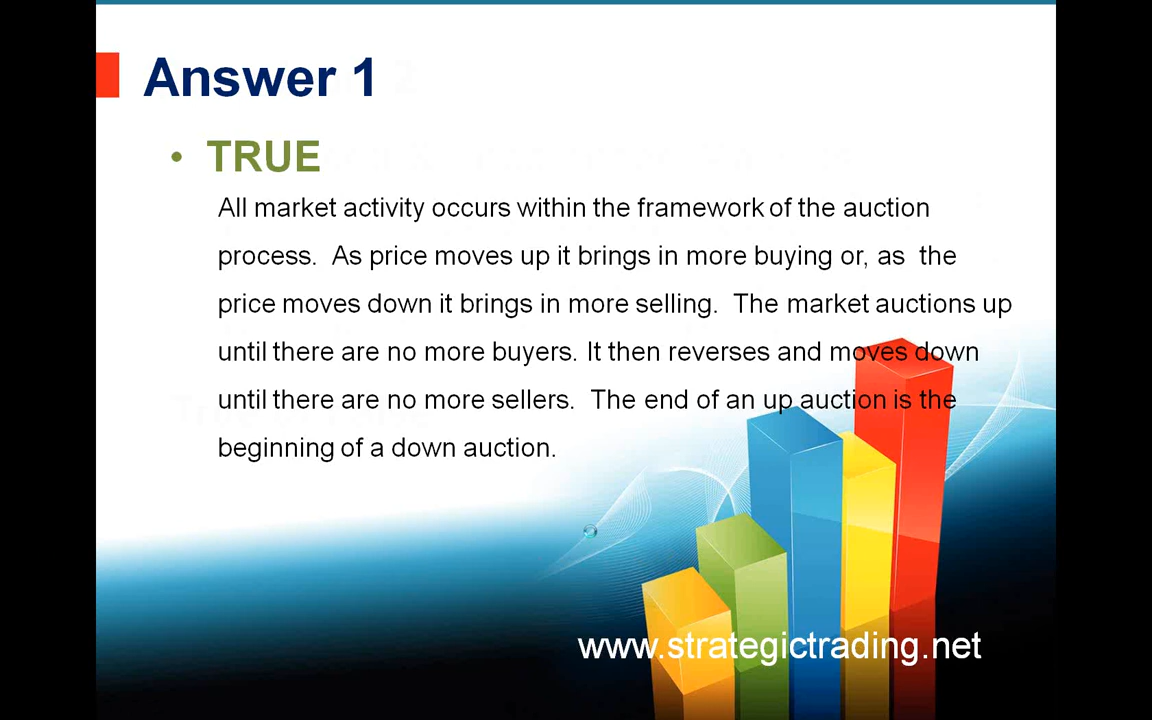 Answer 1
• TRUE
All market activity occurs within the framework of the auction
process.  As price moves up it brings in more buying or, as  the
price moves down it brings in more selling.  The market auctions up
until there are no more buyers. It then reverses and moves down
until there are no more sellers.  The end of an up auction is the
beginning of a down auction.
www.strategictrading.net